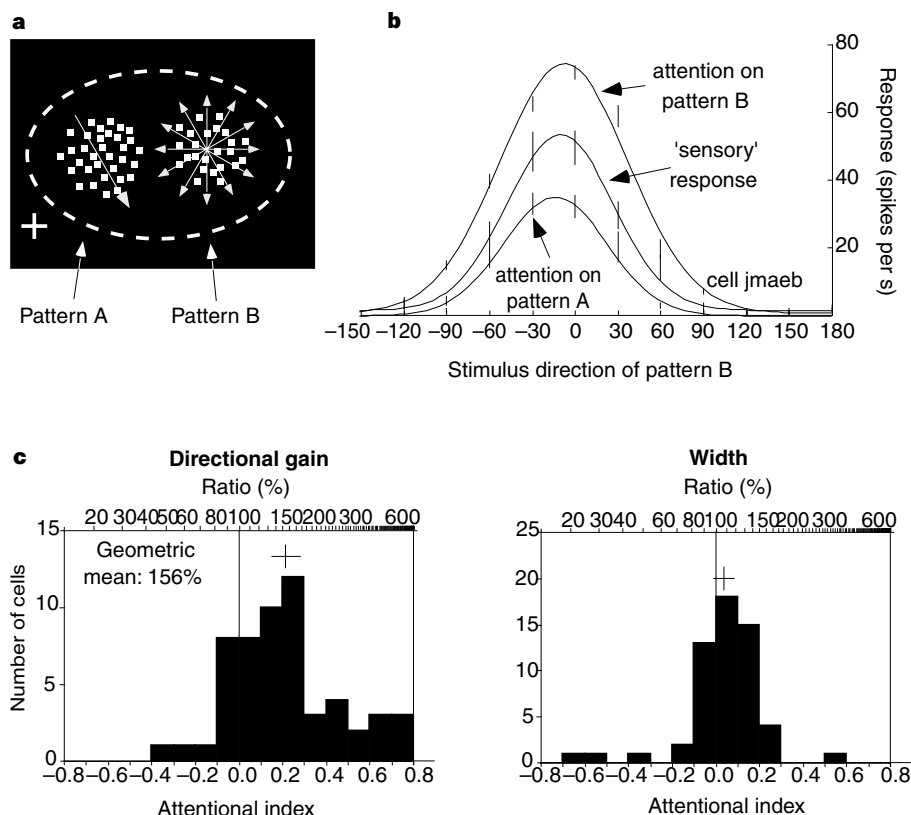 a
Pattern A
Pattern B
b
80
60
40
20
Response (spikes per s)
attention on
pattern B
'sensory'
response
attention on
pattern A
cell jmaeb
−150 −120 −90 −60 −30 0 30 60 90 120 150 180
Stimulus direction of pattern B
c
Directional gain
Ratio (%)
20 30 40 50 60 80 100 150 200 300 400 600
Geometric
mean: 156%
15
10
5
0
Number of cells
−0.8 −0.6 −0.4 −0.2 0.0 0.2 0.4 0.6 0.8
Attentional index
Width
Ratio (%)
20 30 40 60 80 100 150 200 300 400 600
25
20
15
10
5
0
−0.8 −0.6 −0.4 −0.2 0.0 0.2 0.4 0.6 0.8
Attentional index